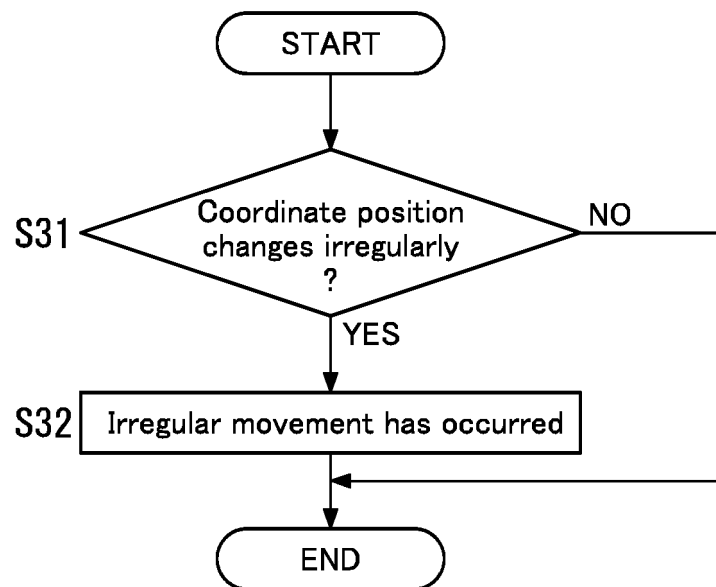 START
S31
Coordinate position
changes irregularly
?
NO
YES
S32
Irregular movement has occurred
END